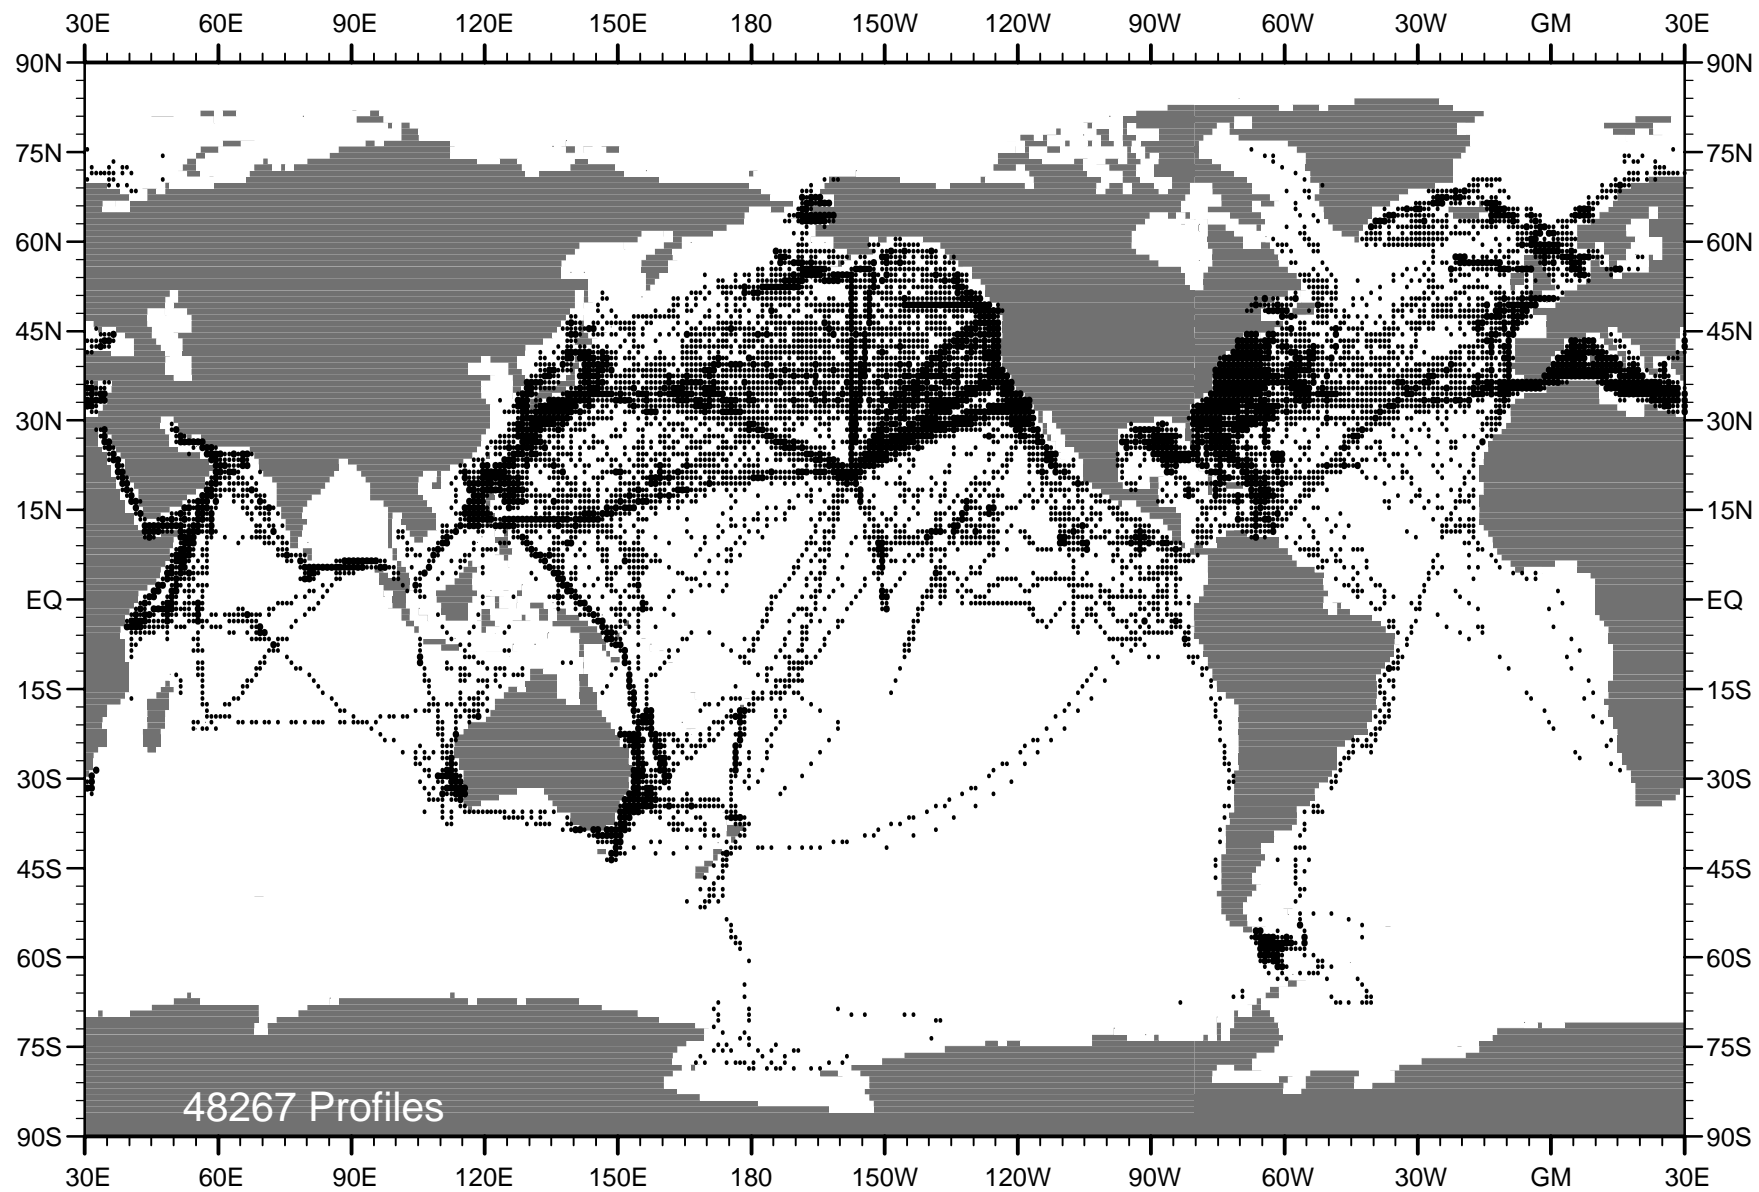 30E 60E 90E 120E 150E 180 150W 120W 90W 60W 30W GM 30E
90N 90N
75N 75N
60N 60N
45N 45N
30N 30N
15N 15N
EQ EQ
15S 15S
30S 30S
45S 45S
60S 60S
75S 75S
48267 Profiles
90S 90S
30E 60E 90E 120E 150E 180 150W 120W 90W 60W 30W GM 30E